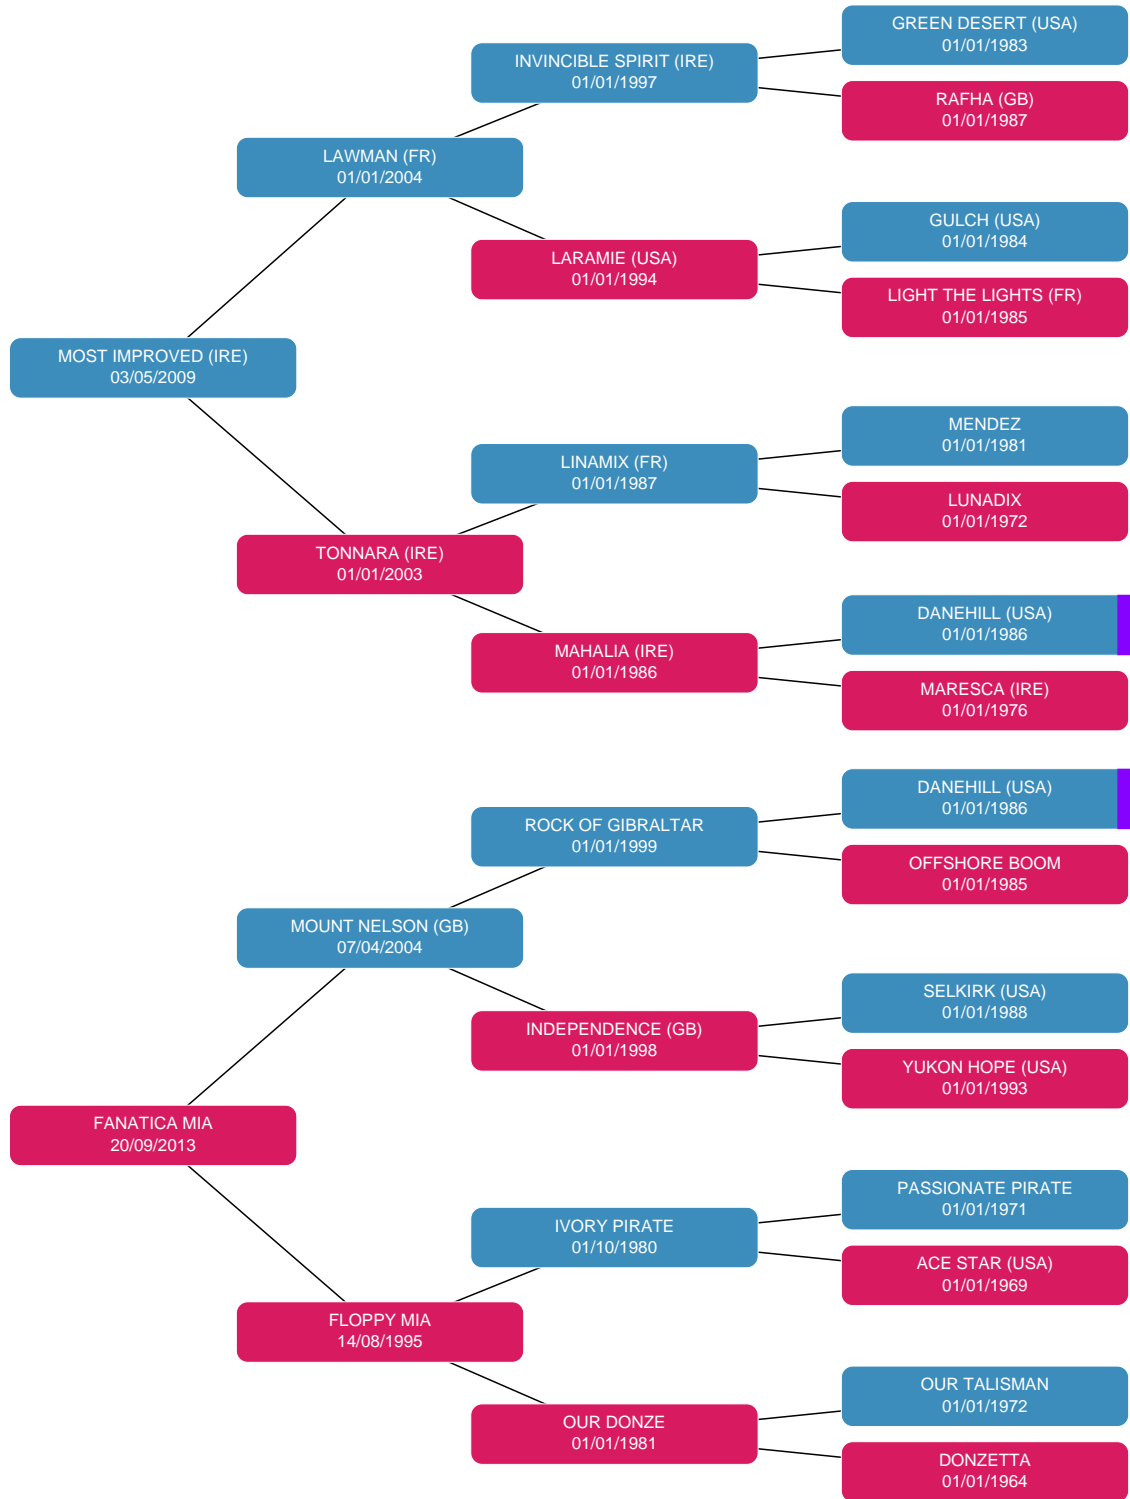 GREEN DESERT (USA)
01/01/1983
INVINCIBLE SPIRIT (IRE)
01/01/1997
RAFHA (GB)
01/01/1987
LAWMAN (FR)
01/01/2004
GULCH (USA)
01/01/1984
LARAMIE (USA)
01/01/1994
LIGHT THE LIGHTS (FR)
01/01/1985
MOST IMPROVED (IRE)
03/05/2009
MENDEZ
01/01/1981
LINAMIX (FR)
01/01/1987
LUNADIX
01/01/1972
TONNARA (IRE)
01/01/2003
DANEHILL (USA)
01/01/1986
MAHALIA (IRE)
01/01/1986
MARESCA (IRE)
01/01/1976
DANEHILL (USA)
01/01/1986
ROCK OF GIBRALTAR
01/01/1999
OFFSHORE BOOM
01/01/1985
MOUNT NELSON (GB)
07/04/2004
SELKIRK (USA)
01/01/1988
INDEPENDENCE (GB)
01/01/1998
YUKON HOPE (USA)
01/01/1993
FANATICA MIA
20/09/2013
PASSIONATE PIRATE
01/01/1971
IVORY PIRATE
01/10/1980
ACE STAR (USA)
01/01/1969
FLOPPY MIA
14/08/1995
OUR TALISMAN
01/01/1972
OUR DONZE
01/01/1981
DONZETTA
01/01/1964